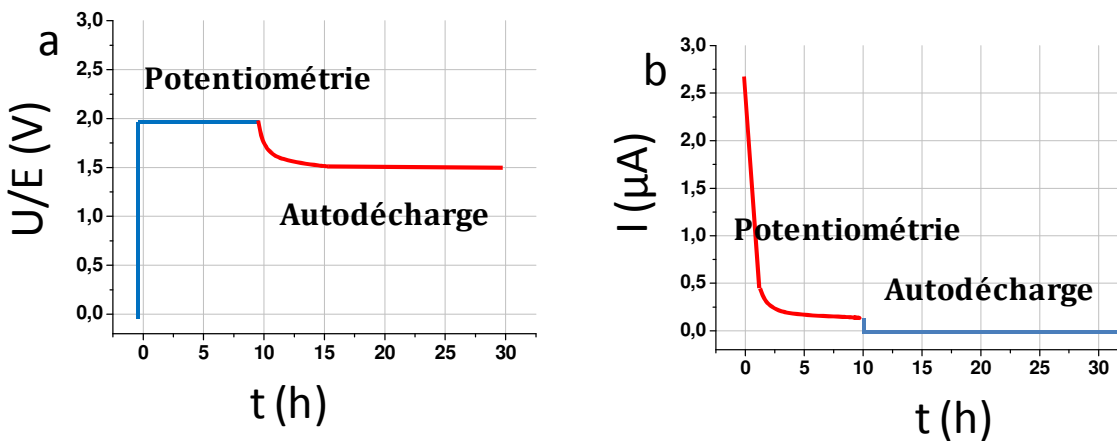 a
U/E (V)
3,0
2,5
2,0
1,5
1,0
0,5
0,0
Potentiométrie
Autodécharge
0 5 10 15 20 25 30
t (h)
b
I (µA)
3,0
2,5
2,0
1,5
1,0
0,5
0,0
Potentiométrie
Autodécharge
0 5 10 15 20 25 30
t (h)